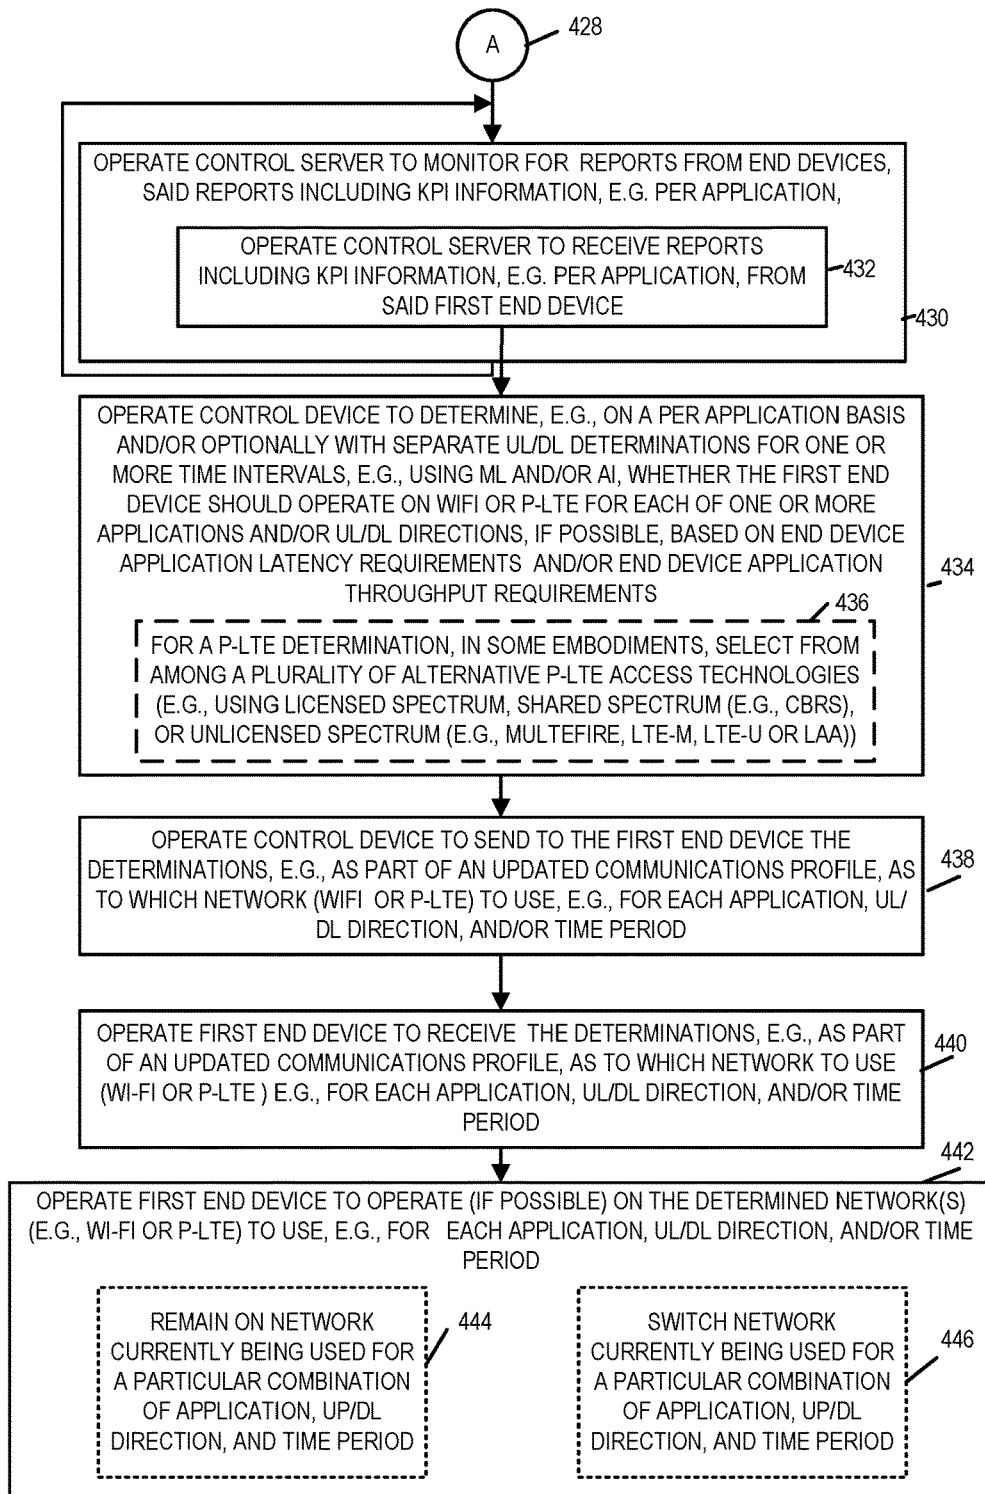 A
428
OPERATE CONTROL SERVER TO MONITOR FOR REPORTS FROM END DEVICES,
SAID REPORTS INCLUDING KPI INFORMATION, E.G. PER APPLICATION,
OPERATE CONTROL SERVER TO RECEIVE REPORTS
INCLUDING KPI INFORMATION, E.G. PER APPLICATION, FROM
SAID FIRST END DEVICE
432
430
OPERATE CONTROL DEVICE TO DETERMINE, E.G., ON A PER APPLICATION BASIS
AND/OR OPTIONALLY WITH SEPARATE UL/DL DETERMINATIONS FOR ONE OR
MORE TIME INTERVALS, E.G., USING ML AND/OR AI, WHETHER THE FIRST END
DEVICE SHOULD OPERATE ON WIFI OR P-LTE FOR EACH OF ONE OR MORE
APPLICATIONS AND/OR UL/DL DIRECTIONS, IF POSSIBLE, BASED ON END DEVICE
APPLICATION LATENCY REQUIREMENTS AND/OR END DEVICE APPLICATION
THROUGHPUT REQUIREMENTS
434
436
FOR A P-LTE DETERMINATION, IN SOME EMBODIMENTS, SELECT FROM
AMONG A PLURALITY OF ALTERNATIVE P-LTE ACCESS TECHNOLOGIES
(E.G., USING LICENSED SPECTRUM, SHARED SPECTRUM (E.G., CBRS),
OR UNLICENSED SPECTRUM (E.G., MULTEFIRE, LTE-M, LTE-U OR LAA))
OPERATE CONTROL DEVICE TO SEND TO THE FIRST END DEVICE THE
DETERMINATIONS, E.G., AS PART OF AN UPDATED COMMUNICATIONS PROFILE, AS
TO WHICH NETWORK (WIFI OR P-LTE) TO USE, E.G., FOR EACH APPLICATION, UL/
DL DIRECTION, AND/OR TIME PERIOD
438
OPERATE FIRST END DEVICE TO RECEIVE THE DETERMINATIONS, E.G., AS PART
OF AN UPDATED COMMUNICATIONS PROFILE, AS TO WHICH NETWORK TO USE
(WI-FI OR P-LTE ) E.G., FOR EACH APPLICATION, UL/DL DIRECTION, AND/OR TIME
PERIOD
440
442
OPERATE FIRST END DEVICE TO OPERATE (IF POSSIBLE) ON THE DETERMINED NETWORK(S)
(E.G., WI-FI OR P-LTE) TO USE, E.G., FOR EACH APPLICATION, UL/DL DIRECTION, AND/OR TIME
PERIOD
REMAIN ON NETWORK
CURRENTLY BEING USED FOR
A PARTICULAR COMBINATION
OF APPLICATION, UP/DL
DIRECTION, AND TIME PERIOD
444
SWITCH NETWORK
CURRENTLY BEING USED FOR
A PARTICULAR COMBINATION
OF APPLICATION, UP/DL
DIRECTION, AND TIME PERIOD
446